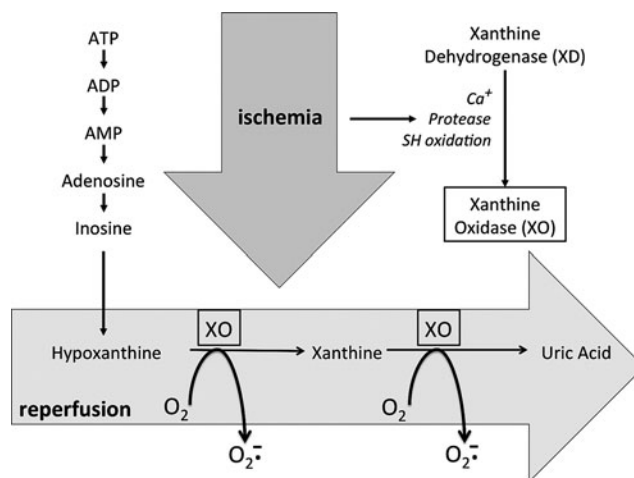 ATP
ADP
AMP
Adenosine
Inosine
ischemia
Xanthine
Dehydrogenase (XD)
Ca⁺
Protease
SH oxidation
Xanthine
Oxidase (XO)
XO
XO
Hypoxanthine
Xanthine
Uric Acid
reperfusion
O₂
O₂
O₂⁻̣
O₂⁻̣